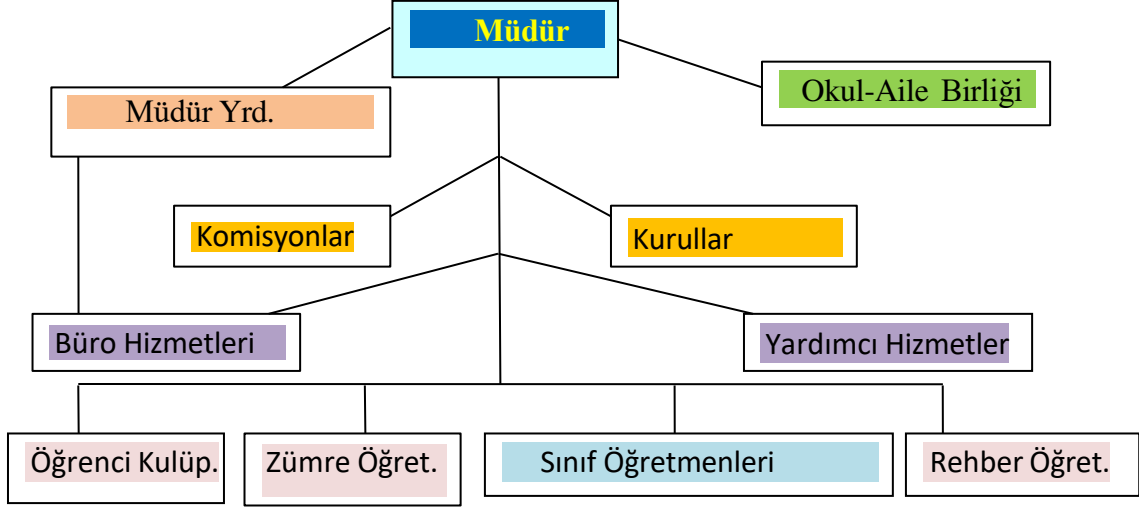 Müdür
Okul-Aile Birliği
Müdür Yrd.
Komisyonlar
Kurullar
Büro Hizmetleri
Yardımcı Hizmetler
Öğrenci Kulüp.
Zümre Öğret.
Sınıf Öğretmenleri
Rehber Öğret.